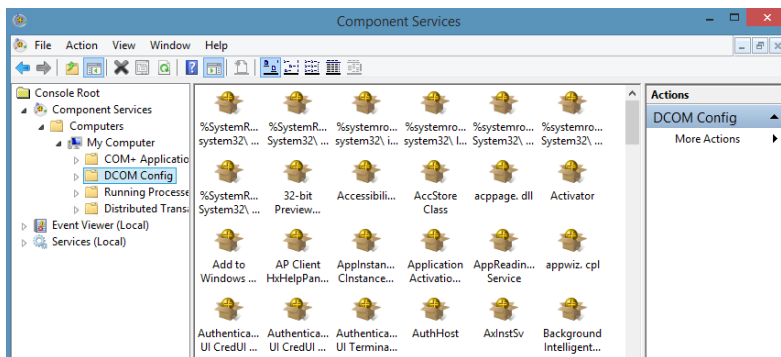 Component Services
File Action View Window Help
Console Root
Component Services
Computers
My Computer
COM+ Applicatio
DCOM Config
Running Processe
Distributed Trans
Event Viewer (Local)
Services (Local)
%SystemR... %SystemR... %systemro... %systemro... %systemro... %systemro...
system32\ ... System32\ ... system32\ i... system32\ l... System32\ ... System32\ ...
%SystemR... 32-bit Accessibili... AccStore acppage. dll Activator
System32\ ... Preview... Class
Add to AP Client AppInstan... Application AppReadin... appwiz. cpl
Windows ... HxHelpPan... CInstance... Activatio... Service
Authentica... Authentica... Authentica... AuthHost AxInstSv Background
UI CredUI ... UI CredUI ... UI Termina... Intelligent...
Actions
DCOM Config
More Actions